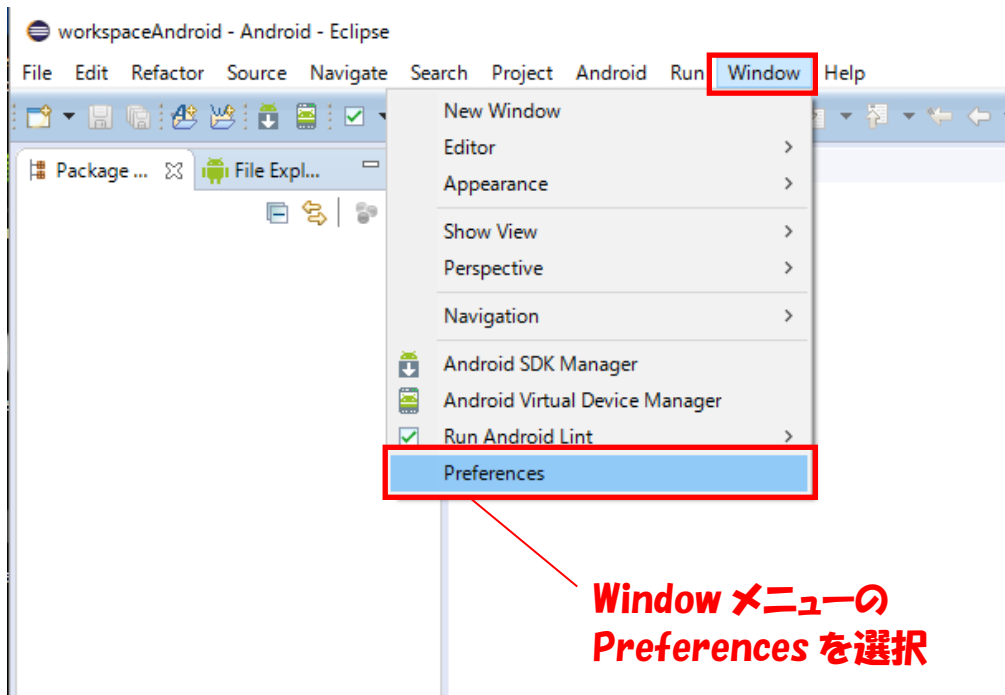 workspaceAndroid - Android - Eclipse
File Edit Refactor Source Navigate Search Project Android Run Window Help
New Window
Package ... File Expl...
Editor
Appearance
Show View
Perspective
Navigation
Android SDK Manager
Android Virtual Device Manager
Run Android Lint
Preferences
Window メニューの
Preferences を選択